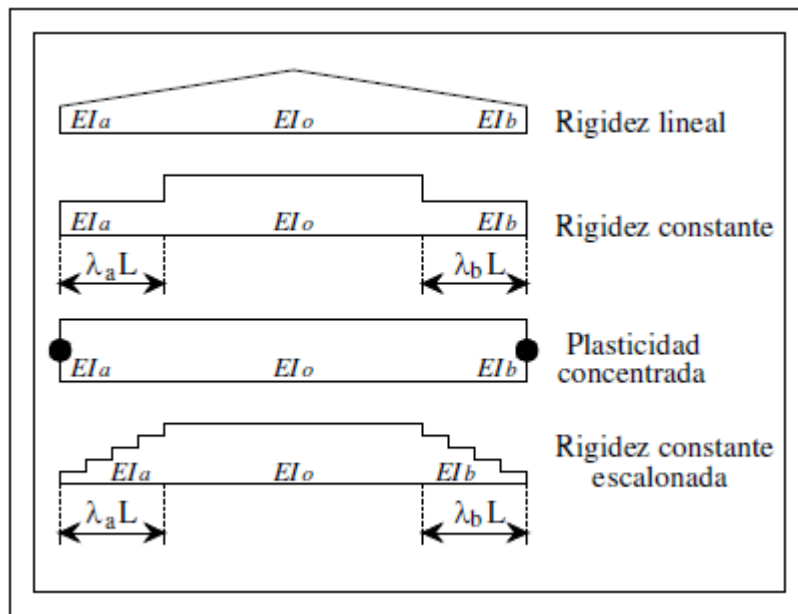 EIa EIo EIb Rigidez lineal
EIa EIo EIb Rigidez constante
λaL λbL
EIa EIo EIb Plasticidad
concentrada
EIa EIo EIb Rigidez constante
escalonada
λaL λbL